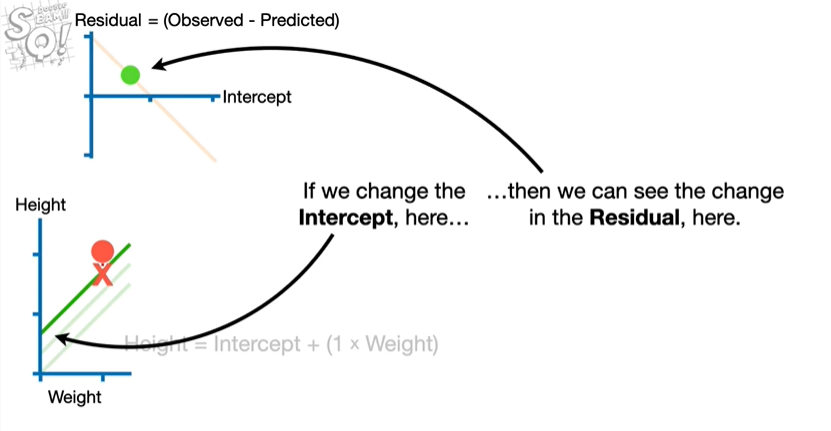 SQ!
Residual = (Observed - Predicted)
Intercept
If we change the
Intercept, here...
...then we can see the change
in the Residual, here.
Height
X
Height = Intercept + (1 × Weight)
Weight